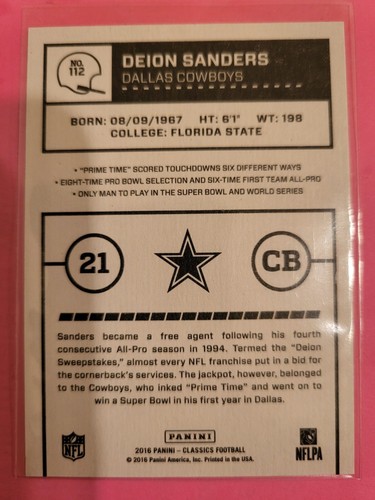 NO.
112
DEION SANDERS
DALLAS COWBOYS
BORN: 08/09/1967 HT: 6'1" WT: 198
COLLEGE: FLORIDA STATE
• "PRIME TIME" SCORED TOUCHDOWNS SIX DIFFERENT WAYS
• EIGHT-TIME PRO BOWL SELECTION AND SIX-TIME FIRST TEAM ALL-PRO
• ONLY MAN TO PLAY IN THE SUPER BOWL AND WORLD SERIES
21
CB
Sanders became a free agent following his fourth
consecutive All-Pro season in 1994. Termed the "Deion
Sweepstakes," almost every NFL franchise put in a bid for
the cornerback's services. The jackpot, however, belonged
to the Cowboys, who inked "Prime Time" and went on to
win a Super Bowl in his first year in Dallas.
NFL
PANINI
2016 PANINI - CLASSICS FOOTBALL
© 2016 Panini America, Inc. Printed in the USA.
NFLPA